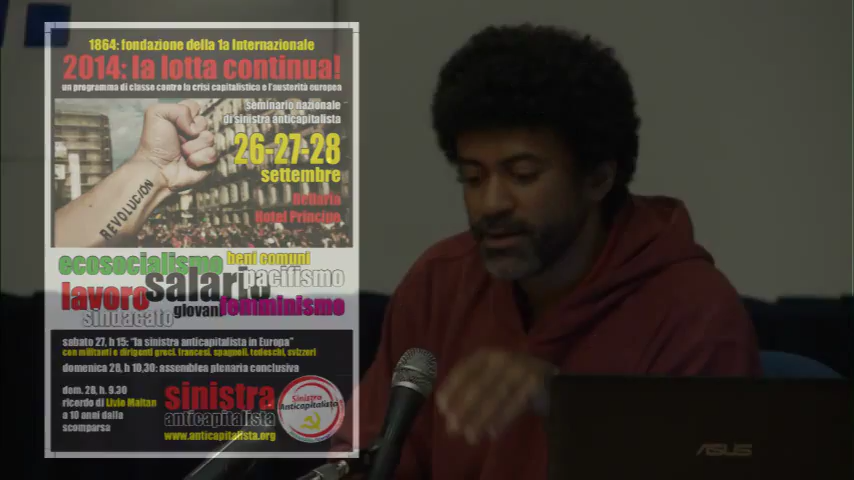 1864: fondazione della 1a Internazionale
2014: la lotta continua!
un programma di classe contro la crisi capitalistica e l'austerità europea
seminario nazionale
di sinistra anticapitalista
26-27-28
settembre
Bellaria
Hotel Principe
REVOLUCION
ecosocialismo
beni comuni
salario
pacifismo
lavoro
giovani
femminismo
sindacato
sabato 27, h 15: "la sinistra anticapitalista in Europa"
con militanti e dirigenti greci, francesi, spagnoli, tedeschi, svizzeri
domenica 28, h 10,30: assemblea plenaria conclusiva
dom. 28, h 9.30
ricordo di Livio Maitan
a 10 anni dalla
scomparsa
sinistra
anticapitalista
www.anticapitalista.org
Sinistra
Anticapitalista
ASUS